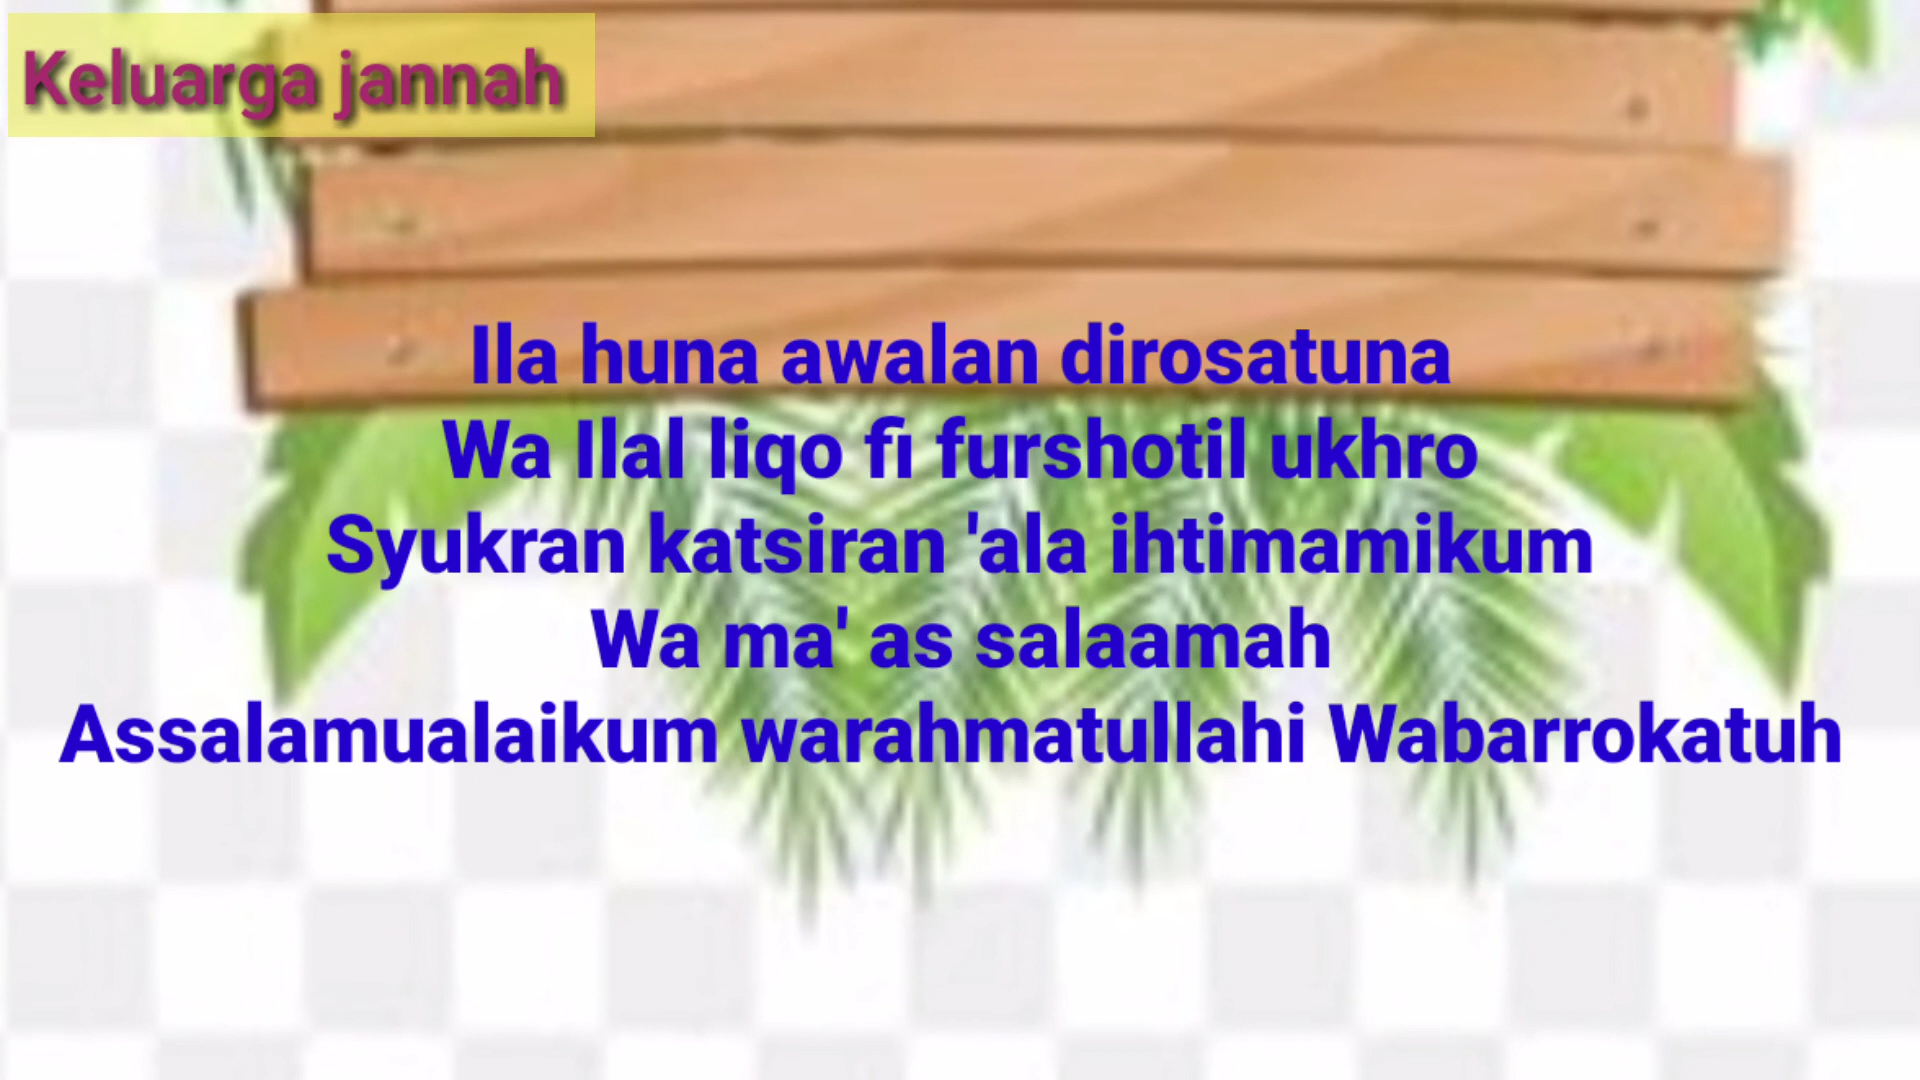 Keluarga jannah
Ila huna awalan dirosatuna
Wa Ilal liqo fi furshotil ukhro
Syukran katsiran 'ala ihtimamikum
Wa ma' as salaamah
Assalamualaikum warahmatullahi Wabarrokatuh